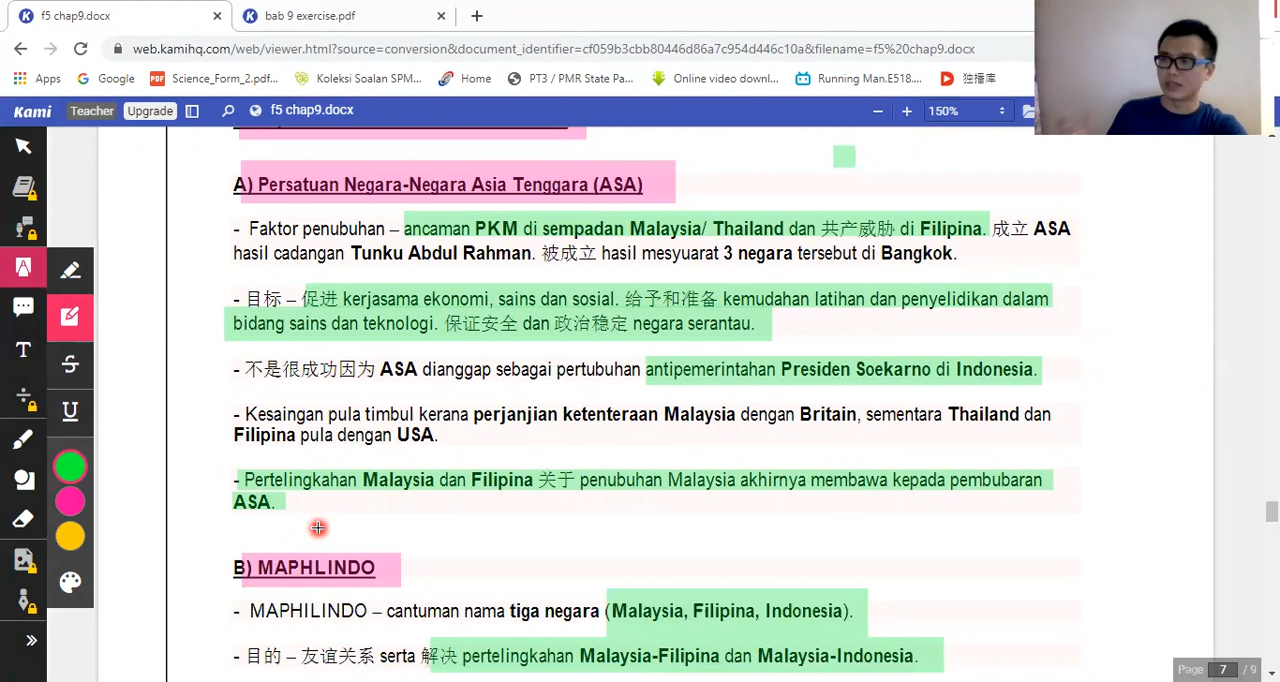 f5 chap9.docx
bab 9 exercise.pdf
web.kamihq.com/web/viewer.html?source=conversion&document_identifier=cf059b3cbb80446d86a7c954d446c10a&filename=f5%20chap9.docx
Apps Google Science_Form_2.pdf... Koleksi Soalan SPM... Home PT3 / PMR State Pa... Online video downl... Running Man.E518.... 独播库
Kami Teacher Upgrade f5 chap9.docx 150%
A) Persatuan Negara-Negara Asia Tenggara (ASA)
- Faktor penubuhan – ancaman PKM di sempadan Malaysia/ Thailand dan 共产威胁 di Filipina. 成立 ASA
hasil cadangan Tunku Abdul Rahman. 被成立 hasil mesyuarat 3 negara tersebut di Bangkok.
- 目标 – 促进 kerjasama ekonomi, sains dan sosial. 给予和准备 kemudahan latihan dan penyelidikan dalam
bidang sains dan teknologi. 保证安全 dan 政治稳定 negara serantau.
- 不是很成功因为 ASA dianggap sebagai pertubuhan antipemerintahan Presiden Soekarno di Indonesia.
- Kesaingan pula timbul kerana perjanjian ketenteraan Malaysia dengan Britain, sementara Thailand dan
Filipina pula dengan USA.
- Pertelingkahan Malaysia dan Filipina 关于 penubuhan Malaysia akhirnya membawa kepada pembubaran
ASA.
B) MAPHLINDO
- MAPHILINDO – cantuman nama tiga negara (Malaysia, Filipina, Indonesia).
- 目的 – 友谊关系 serta 解决 pertelingkahan Malaysia-Filipina dan Malaysia-Indonesia.
Page 7 / 9